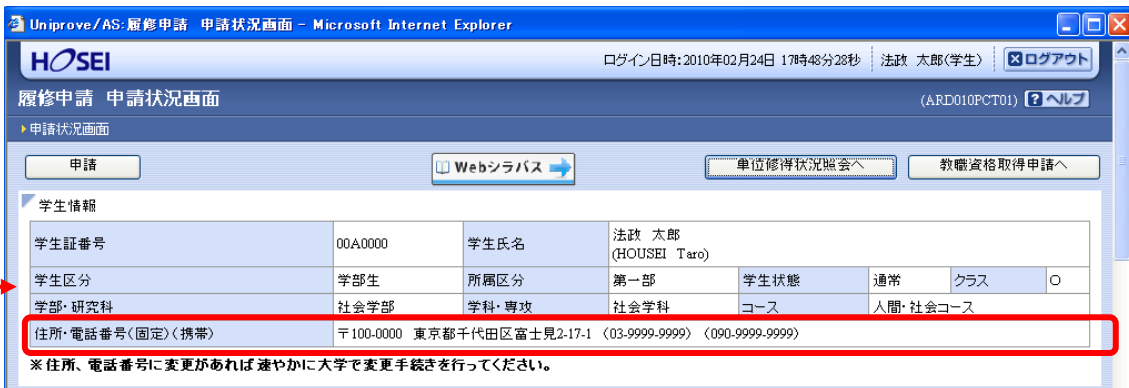 Uniprove/AS:履修申請 申請状況画面 - Microsoft Internet Explorer
HOSEI ログイン日時:2010年02月24日 17時48分28秒 法政 太郎(学生) ログアウト
履修申請 申請状況画面 (ARD010PCT01) ? ヘルプ
申請状況画面
申請 Webシラバス 単位修得状況照会へ 教職資格取得申請へ
学生情報
学生証番号 00A0000 学生氏名 法政 太郎
(HOUSEI Taro)
学生区分 学部生 所属区分 第一部 学生状態 通常 クラス O
学部・研究科 社会学部 学科・専攻 社会学科 コース 人間・社会コース
住所・電話番号(固定)(携帯) 〒100-0000 東京都千代田区富士見2-17-1 (03-9999-9999) (090-9999-9999)
※住所、電話番号に変更があれば速やかに大学で変更手続きを行ってください。